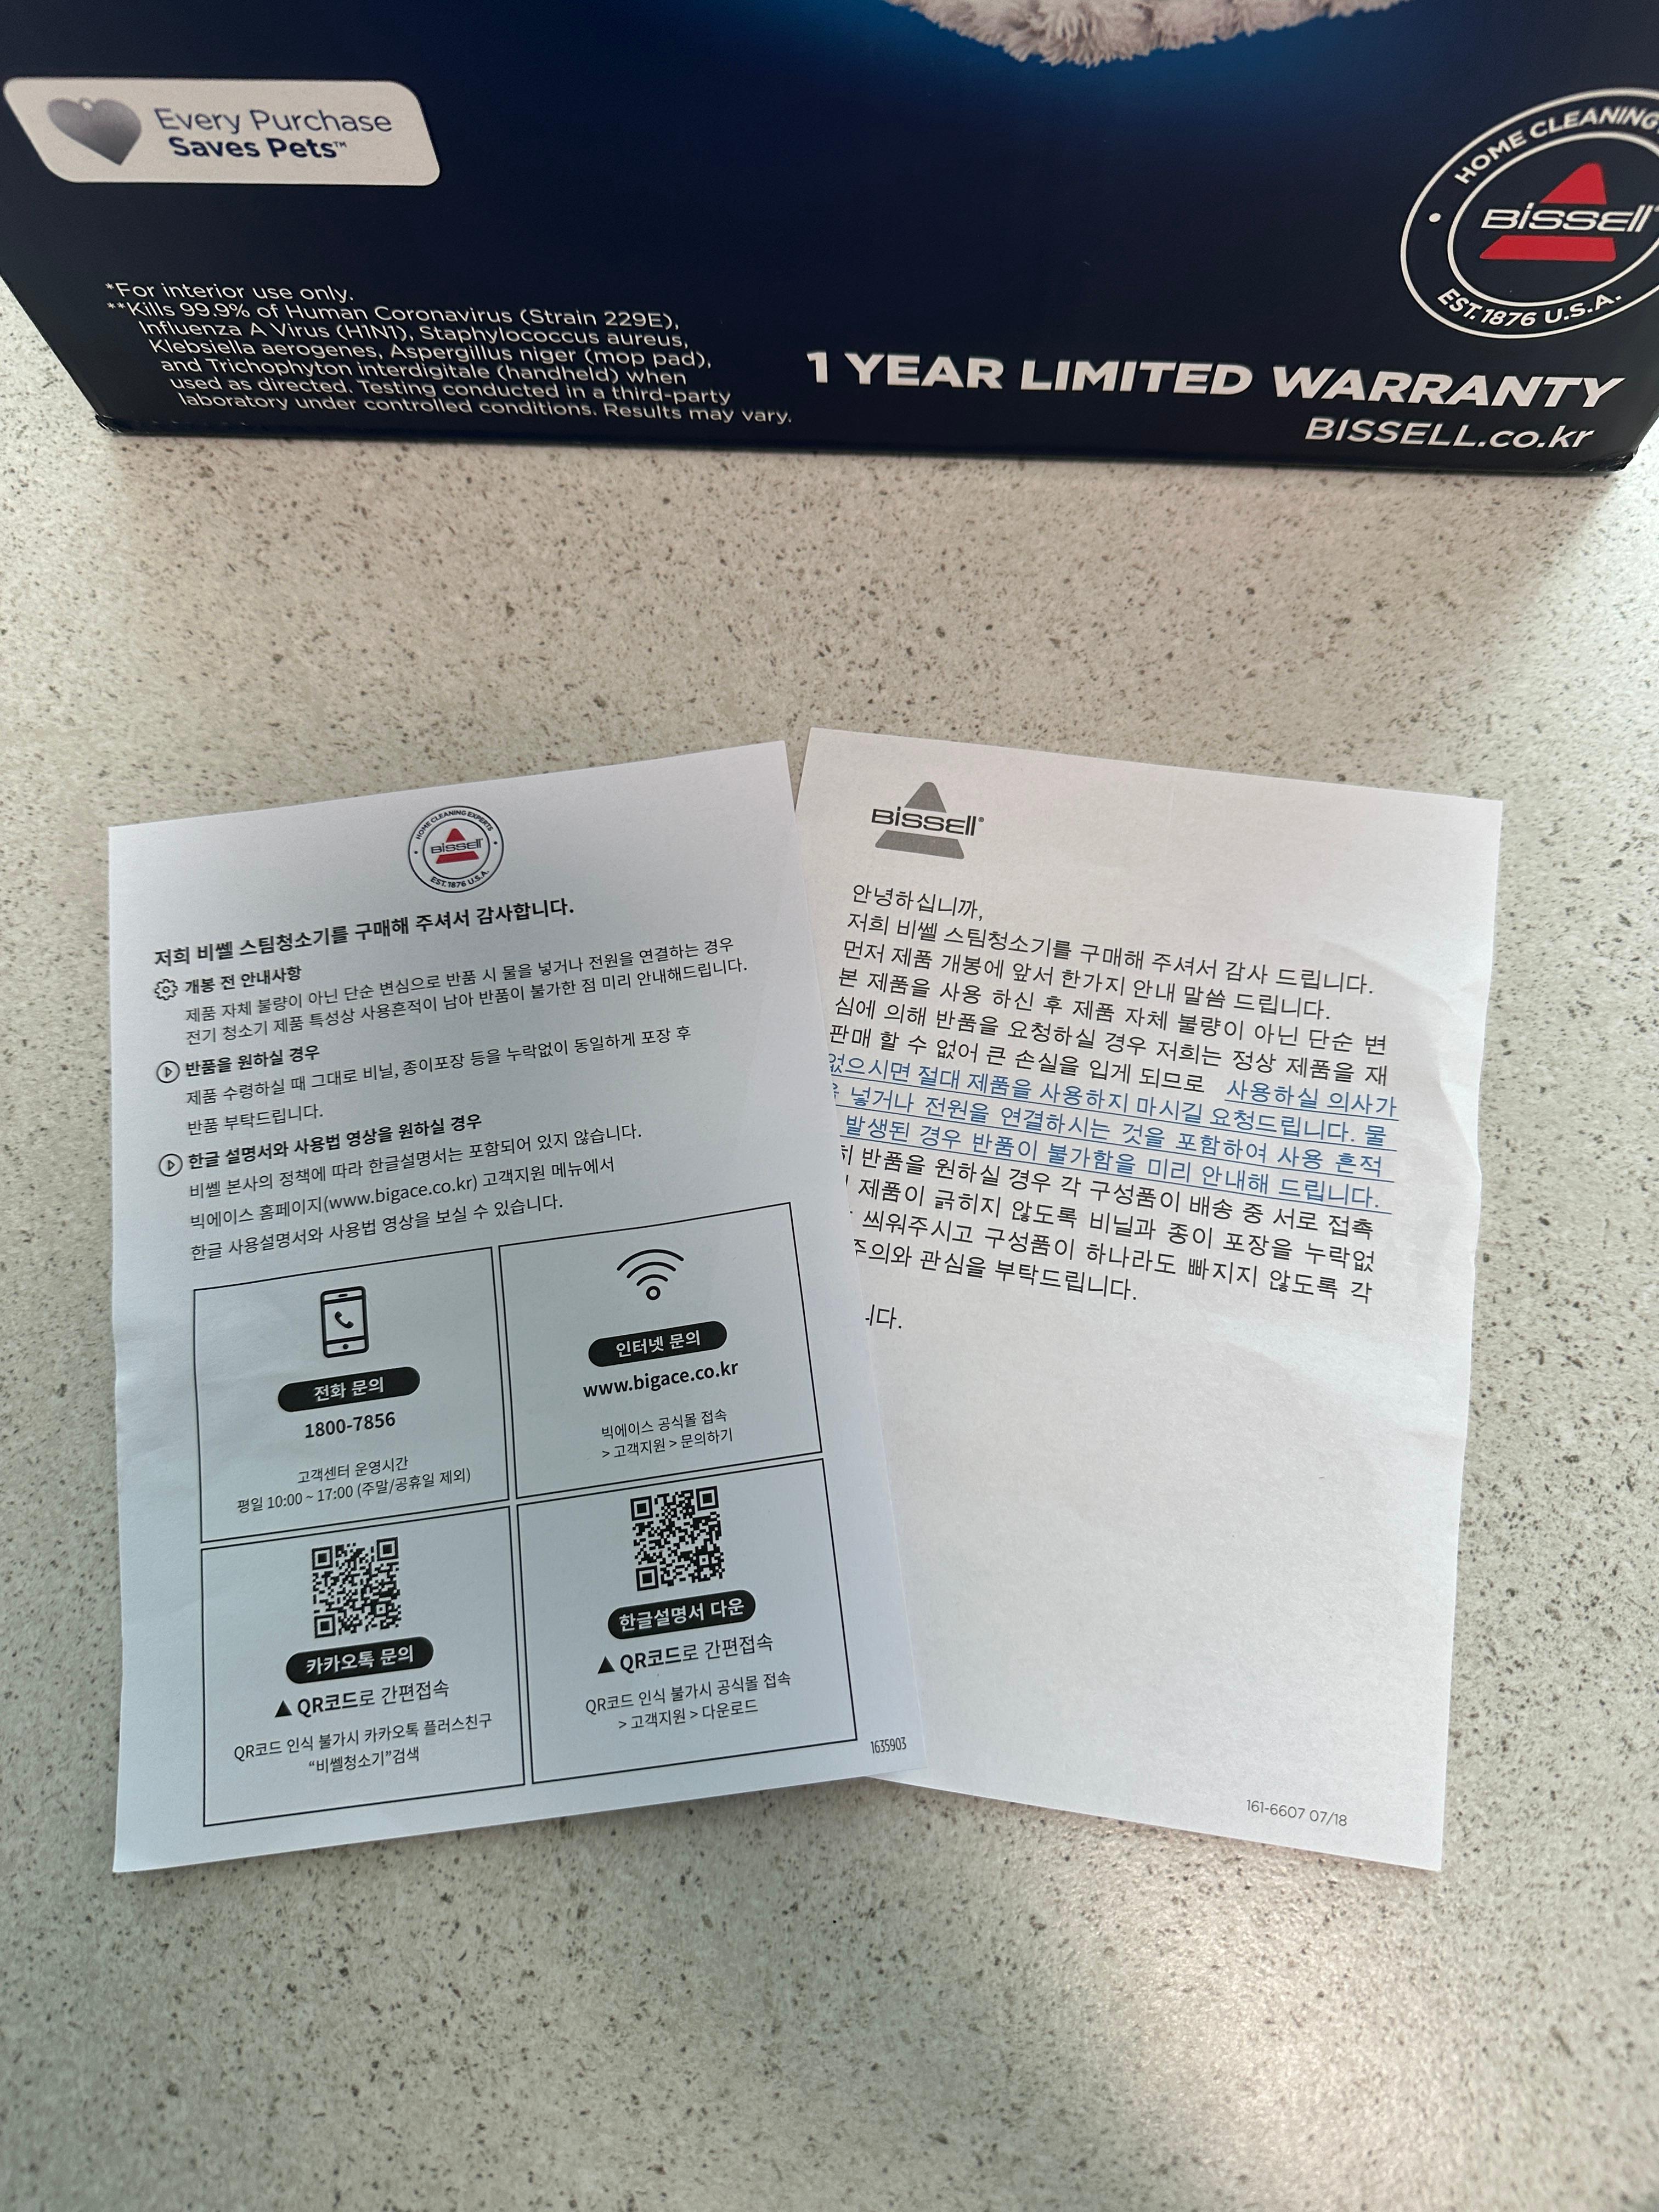 Every Purchase
Saves Pets™
HOME CLEANING
BISSELL
EST. 1876 U.S.A.
*For interior use only.
**Kills 99.9% of Human Coronavirus (Strain 229E),
Influenza A Virus (H1N1), Staphylococcus aureus,
Klebsiella aerogenes, Aspergillus niger (mop pad),
and Trichophyton interdigitale (handheld) when
used as directed. Testing conducted in a third-party
laboratory under controlled conditions. Results may vary.
1 YEAR LIMITED WARRANTY
BISSELL.co.kr
HOME CLEANING EXPERTS
BISSELL
EST. 1876 U.S.A.
저희 비쎌 스팀청소기를 구매해 주셔서 감사합니다.
개봉 전 안내사항
제품 자체 불량이 아닌 단순 변심으로 반품 시 물을 넣거나 전원을 연결하는 경우
전기 청소기 제품 특성상 사용흔적이 남아 반품이 불가한 점 미리 안내해드립니다.
반품을 원하실 경우
제품 수령하실 때 그대로 비닐, 종이포장 등을 누락없이 동일하게 포장 후
반품 부탁드립니다.
한글 설명서와 사용법 영상을 원하실 경우
비쎌 본사의 정책에 따라 한글설명서는 포함되어 있지 않습니다.
빅에이스 홈페이지(www.bigace.co.kr) 고객지원 메뉴에서
한글 사용설명서와 사용법 영상을 보실 수 있습니다.
전화 문의
1800-7856
고객센터 운영시간
평일 10:00 ~ 17:00 (주말/공휴일 제외)
인터넷 문의
www.bigace.co.kr
빅에이스 공식몰 접속
> 고객지원 > 문의하기
카카오톡 문의
▲ QR코드로 간편접속
QR코드 인식 불가시 카카오톡 플러스친구
“비쎌청소기”검색
한글설명서 다운
▲ QR코드로 간편접속
QR코드 인식 불가시 공식몰 접속
> 고객지원 > 다운로드
1635903
BISSELL®
안녕하십니까,
저희 비쎌 스팀청소기를 구매해 주셔서 감사 드립니다.
먼저 제품 개봉에 앞서 한가지 안내 말씀 드립니다.
본 제품을 사용 하신 후 제품 자체 불량이 아닌 단순 변
심에 의해 반품을 요청하실 경우 저희는 정상 제품을 재
판매 할 수 없어 큰 손실을 입게 되므로 사용하실 의사가
없으시면 절대 제품을 사용하지 마시길 요청드립니다. 물
넣거나 전원을 연결하시는 것을 포함하여 사용 흔적
발생된 경우 반품이 불가함을 미리 안내해 드립니다.
반품을 원하실 경우 각 구성품이 배송 중 서로 접촉
제품이 긁히지 않도록 비닐과 종이 포장을 누락없
씌워주시고 구성품이 하나라도 빠지지 않도록 각
주의와 관심을 부탁드립니다.
니다.
161-6607 07/18